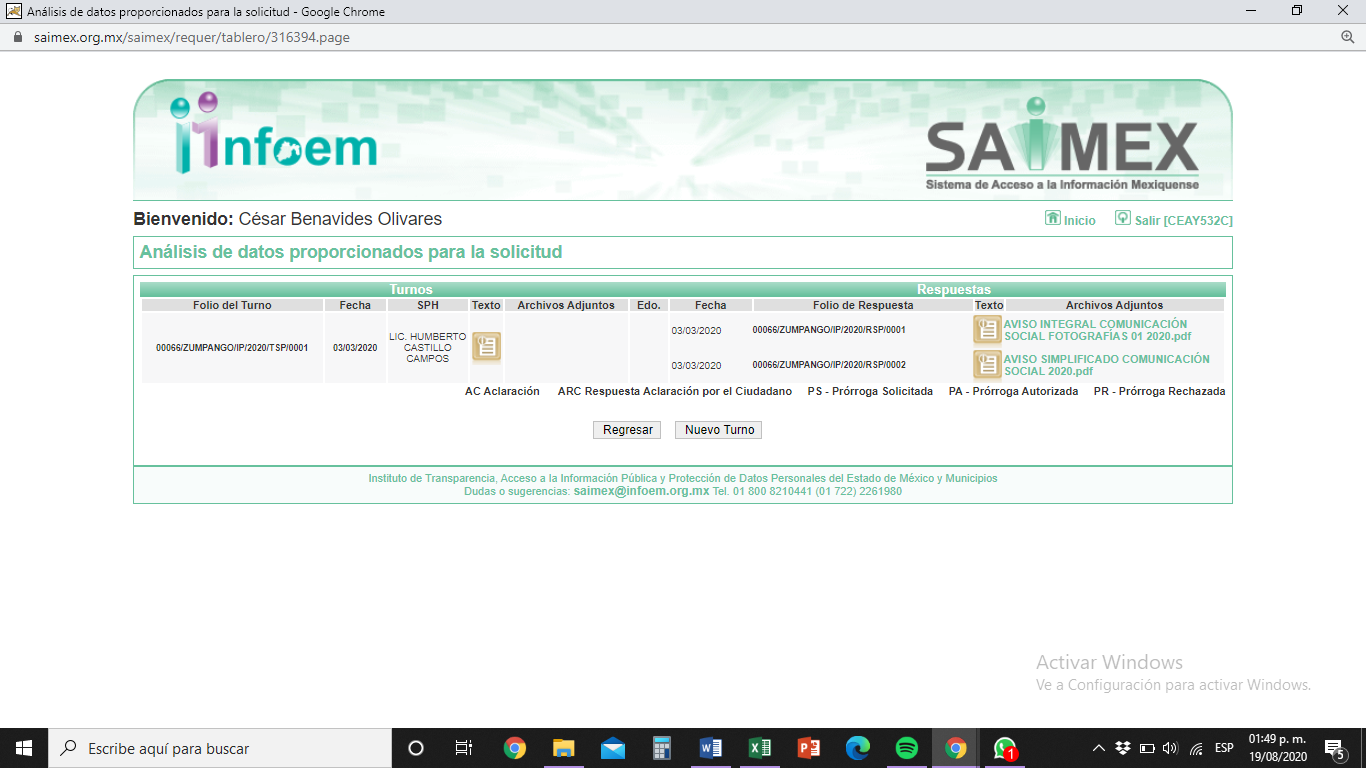 Análisis de datos proporcionados para la solicitud - Google Chrome
saimex.org.mx/saimex/requer/tablero/316394.page
infoem
SAIMEX
Sistema de Acceso a la Información Mexiquense
Bienvenido: César Benavides Olivares
Inicio Salir [CEAY532C]
Análisis de datos proporcionados para la solicitud
Turnos Respuestas
Folio del Turno Fecha SPH Texto Archivos Adjuntos Edo. Fecha Folio de Respuesta Texto Archivos Adjuntos
00066/ZUMPANGO/IP/2020/TSP/0001 03/03/2020
LIC. HUMBERTO
CASTILLO
CAMPOS
03/03/2020 00066/ZUMPANGO/IP/2020/RSP/0001
AVISO INTEGRAL COMUNICACIÓN
SOCIAL FOTOGRAFÍAS 01 2020.pdf
03/03/2020 00066/ZUMPANGO/IP/2020/RSP/0002
AVISO SIMPLIFICADO COMUNICACIÓN
SOCIAL 2020.pdf
AC Aclaración ARC Respuesta Aclaración por el Ciudadano PS - Prórroga Solicitada PA - Prórroga Autorizada PR - Prórroga Rechazada
Regresar Nuevo Turno
Instituto de Transparencia, Acceso a la Información Pública y Protección de Datos Personales del Estado de México y Municipios
Dudas o sugerencias: saimex@infoem.org.mx Tel. 01 800 8210441 (01 722) 2261980
Activar Windows
Ve a Configuración para activar Windows.
Escribe aquí para buscar
1
ESP
01:49 p. m.
19/08/2020
5